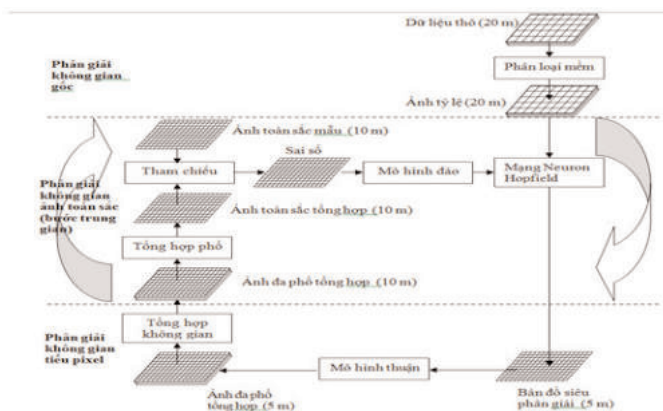 Dữ liệu thô (20 m)
Phân giải
không gian
gốc
Phân loại mềm
Ảnh tỷ lệ (20 m)
Ảnh toàn sắc mẫu (10 m)
Sai số
Tham chiếu
Mô hình đảo
Mạng Neuron
Hopfield
Phân giải
không gian
ảnh toàn sắc
(bước trung
gian)
Ảnh toàn sắc tổng hợp (10 m)
Tổng hợp phổ
Ảnh đa phổ tổng hợp (10 m)
Phân giải
không gian
tiểu pixel
Tổng hợp
không gian
Mô hình thuận
Ảnh đa phổ
tổng hợp (5 m)
Bản đồ siêu
phân giải (5 m)